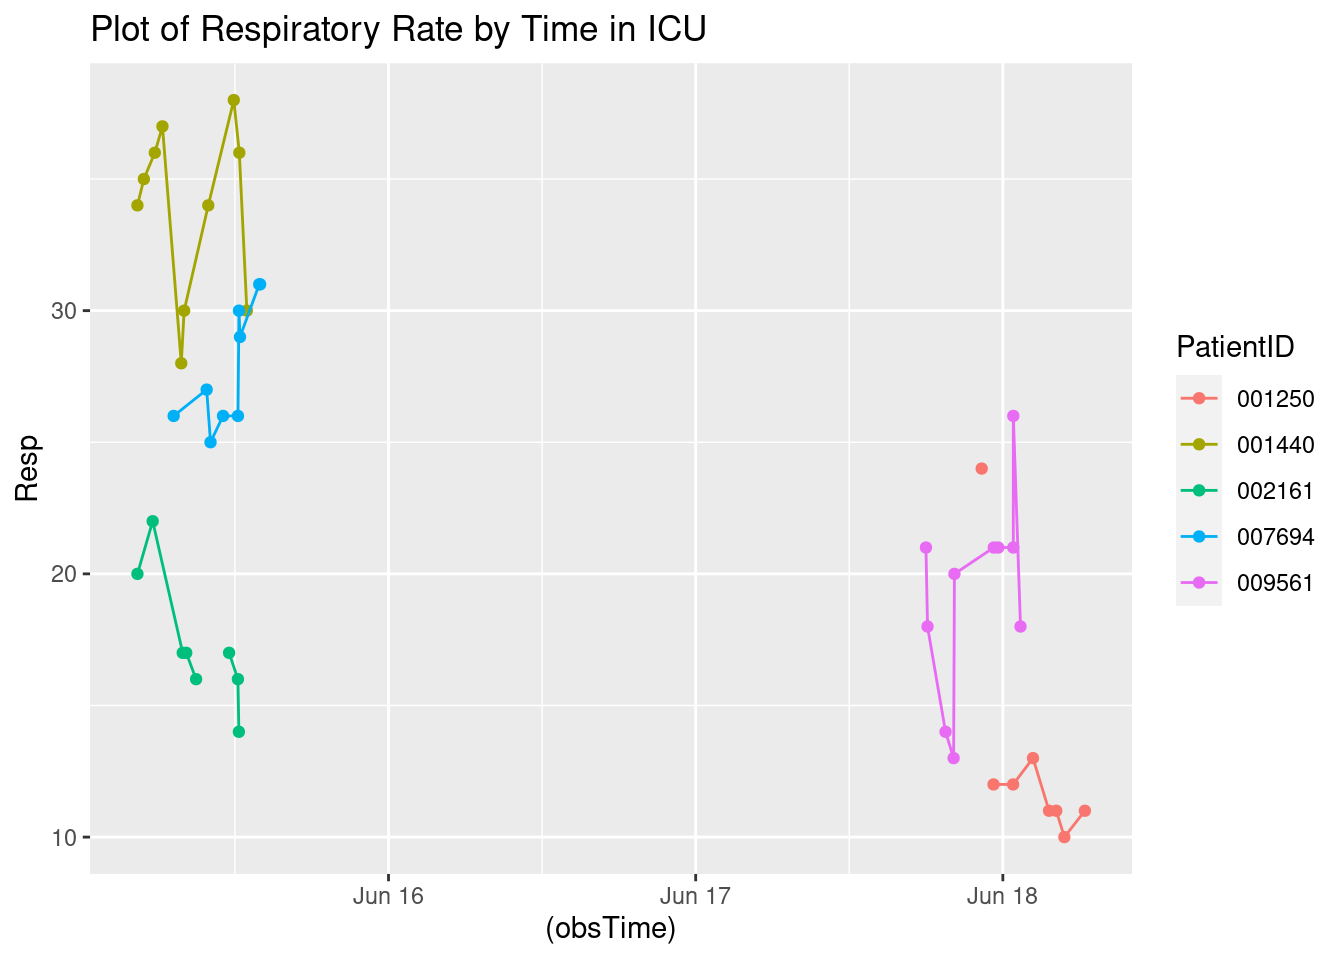 Plot of Respiratory Rate by Time in ICU
Resp
30
20
10
Jun 16 Jun 17 Jun 18
(obsTime)
PatientID
001250
001440
002161
007694
009561